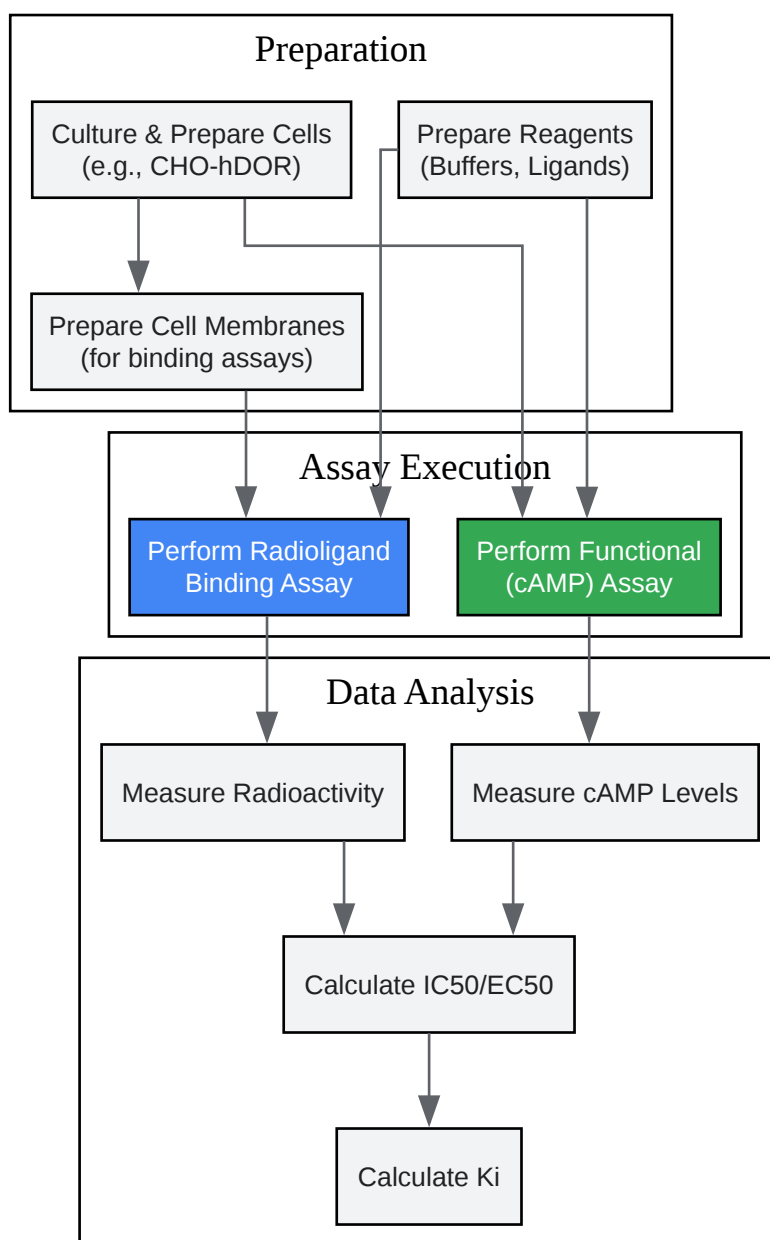 Preparation
Culture & Prepare Cells
(e.g., CHO-hDOR)
Prepare Reagents
(Buffers, Ligands)
Prepare Cell Membranes
(for binding assays)
Assay Execution
Perform Radioligand
Binding Assay
Perform Functional
(cAMP) Assay
Data Analysis
Measure Radioactivity
Measure cAMP Levels
Calculate IC50/EC50
Calculate Ki